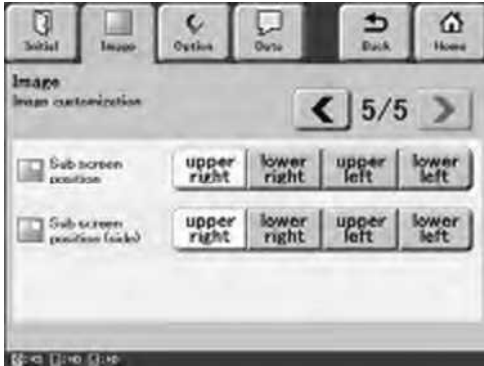 Initial Image Option Data Back Home
Image
Image customization
5/5
Sub screen position
upper right
lower right
upper left
lower left
Sub screen position (side)
upper right
lower right
upper left
lower left